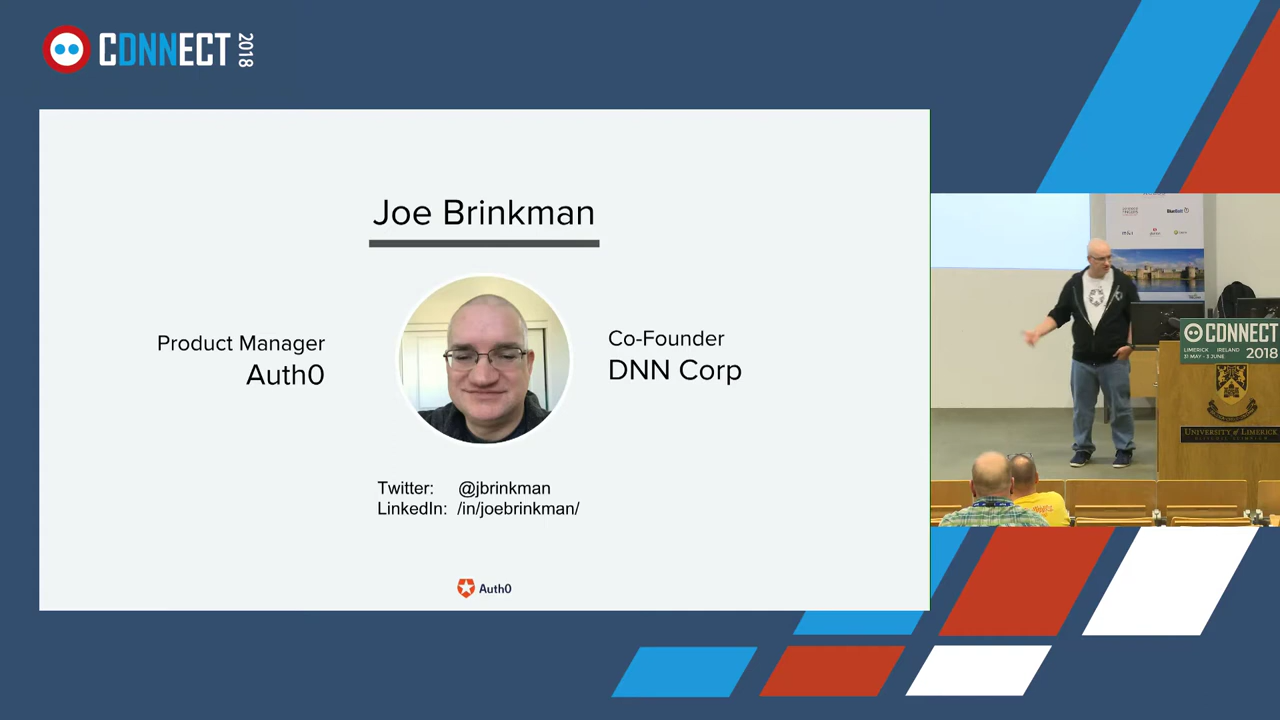 CDNNECT 2018
Joe Brinkman
Product Manager
Auth0
Co-Founder
DNN Corp
Twitter: @jbrinkman
LinkedIn: /in/joebrinkman/
Auth0
CONNECT
LIMERICK IRELAND
31 MAY - 3 JUNE
2018
UNIVERSITY of LIMERICK